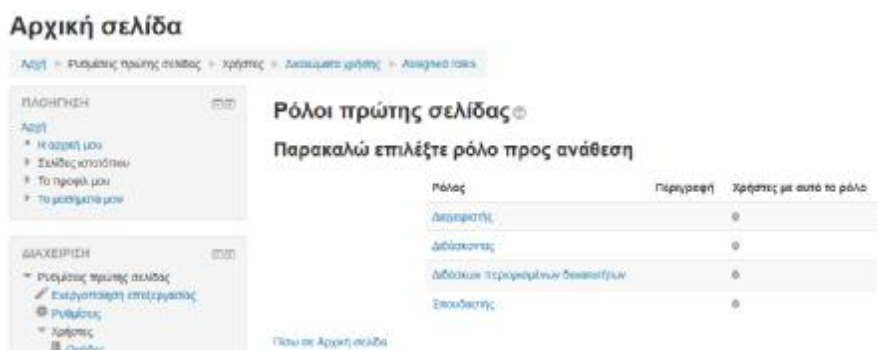 Αρχική σελίδα
Αρχή ▸ Ρυθμίσεις πρώτης σελίδας ▸ Χρήστες ▸ Δικαιώματα χρήσης ▸ Assigned roles
ΠΛΟΗΓΗΣΗ
Αρχή
Η αρχική μου
Σελίδες ιστοτόπου
Το προφίλ μου
Τα μαθήματά μου
ΔΙΑΧΕΙΡΙΣΗ
Ρυθμίσεις πρώτης σελίδας
Ενεργοποίηση επεξεργασίας
Ρυθμίσεις
Χρήστες
Ομάδες
Ρόλοι πρώτης σελίδας
Παρακαλώ επιλέξτε ρόλο προς ανάθεση
Ρόλος Περιγραφή Χρήστες με αυτό το ρόλο
Διαχειριστής 0
Διδάσκοντας 0
Διδάσκων περιορισμένων δικαιοτήτων 0
Σπουδαστής 0
Πίσω σε Αρχική σελίδα